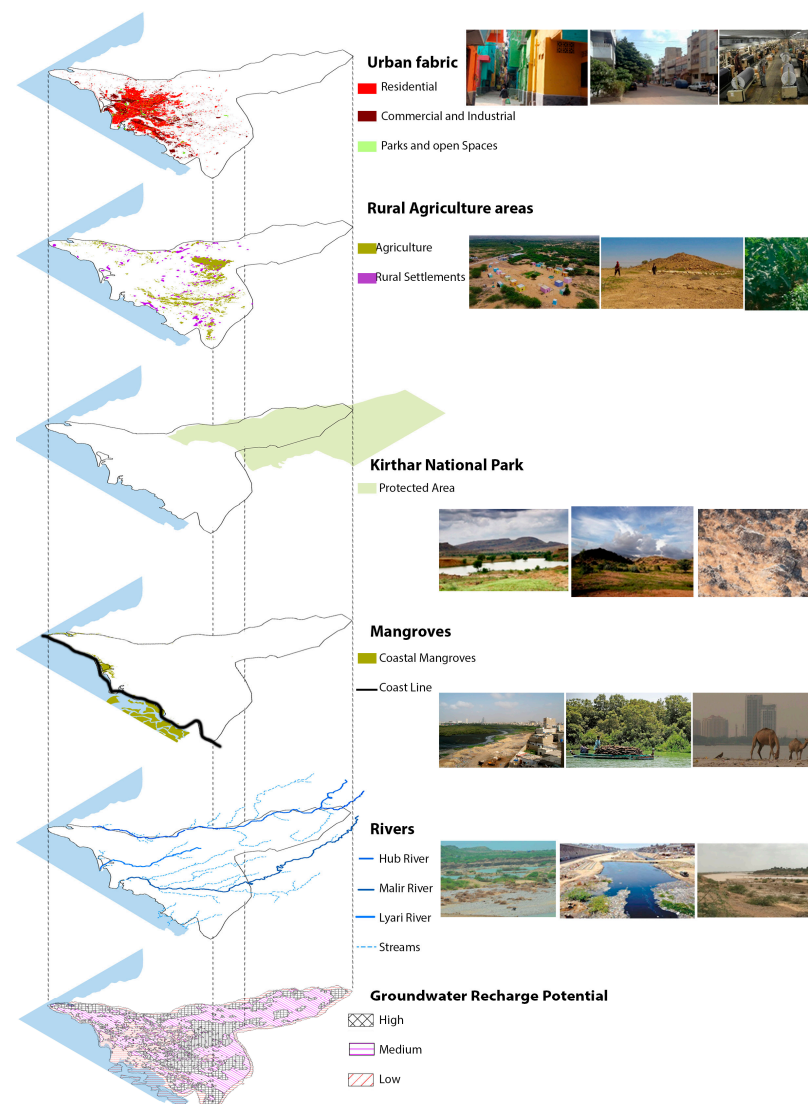 Urban fabric
Residential
Commercial and Industrial
Parks and open Spaces
Rural Agriculture areas
Agriculture
Rural Settlements
Kirthar National Park
Protected Area
Mangroves
Coastal Mangroves
Coast Line
Rivers
Hub River
Malir River
Lyari River
Streams
Groundwater Recharge Potential
High
Medium
Low